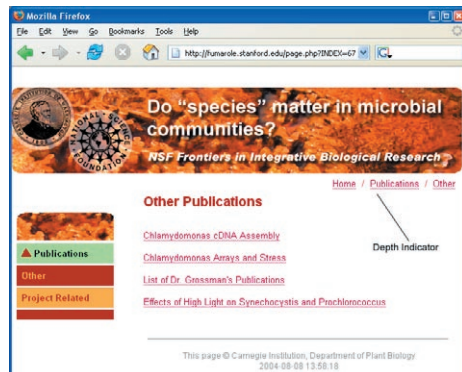 Mozilla Firefox
File Edit View Go Bookmarks Tools Help
http://fumarole.stanford.edu/page.php?INDEX=67
Do "species" matter in microbial
communities?
NSF Frontiers in Integrative Biological Research
Home / Publications / Other
Other Publications
Depth Indicator
Publications
Other
Project Related
Chlamydomonas cDNA Assembly
Chlamydomonas Arrays and Stress
List of Dr. Grossman's Publications
Effects of High Light on Synechocystis and Prochlorococcus
This page © Carnegie Institution, Department of Plant Biology
2004-08-08 13:58:18